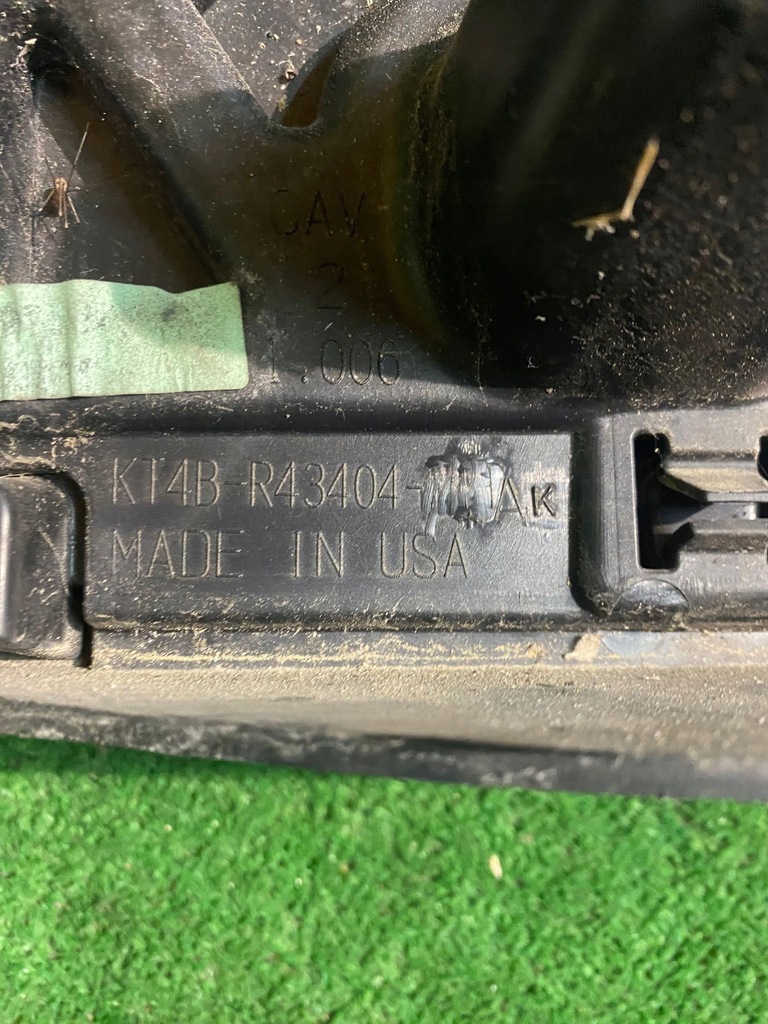 CAV
2
1.006
KT4B-R43404- AK
MADE IN USA